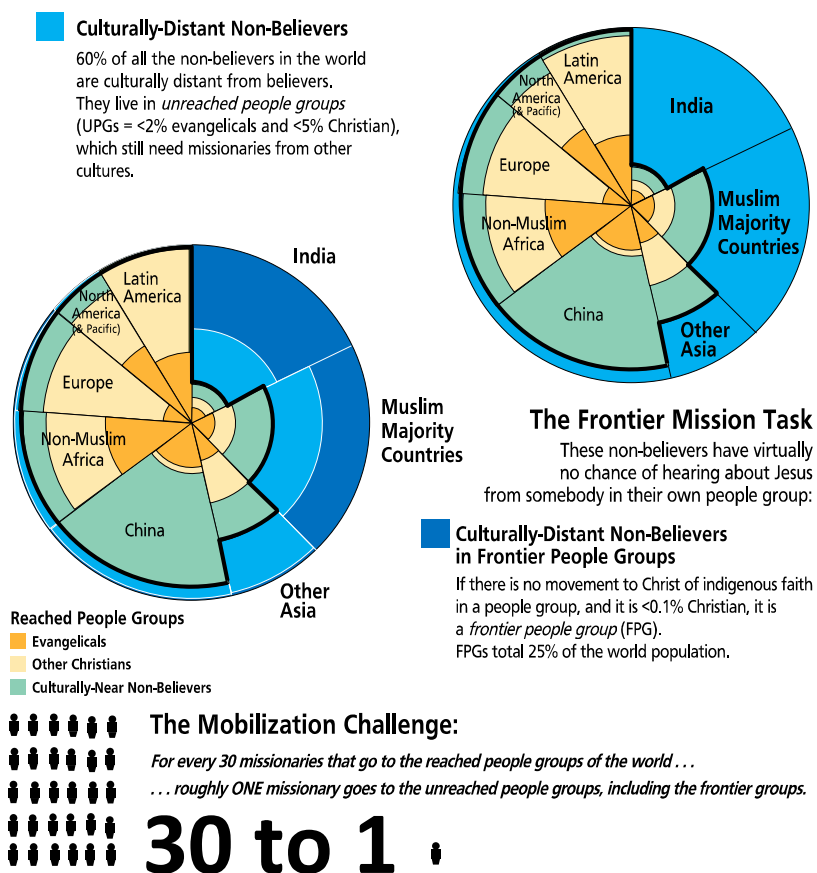 Culturally-Distant Non-Believers
60% of all the non-believers in the world
are culturally distant from believers.
They live in unreached people groups
(UPGs = <2% evangelicals and <5% Christian),
which still need missionaries from other
cultures.
Latin
America
North
America
(& Pacific)
Europe
Non-Muslim
Africa
China
India
Muslim
Majority
Countries
Other
Asia
Latin
America
North
America
(& Pacific)
Europe
Non-Muslim
Africa
China
India
Muslim
Majority
Countries
Other
Asia
The Frontier Mission Task
These non-believers have virtually
no chance of hearing about Jesus
from somebody in their own people group:
Culturally-Distant Non-Believers
in Frontier People Groups
If there is no movement to Christ of indigenous faith
in a people group, and it is <0.1% Christian, it is
a frontier people group (FPG).
FPGs total 25% of the world population.
Reached People Groups
Evangelicals
Other Christians
Culturally-Near Non-Believers
The Mobilization Challenge:
For every 30 missionaries that go to the reached people groups of the world . . .
. . . roughly ONE missionary goes to the unreached people groups, including the frontier groups.
30 to 1